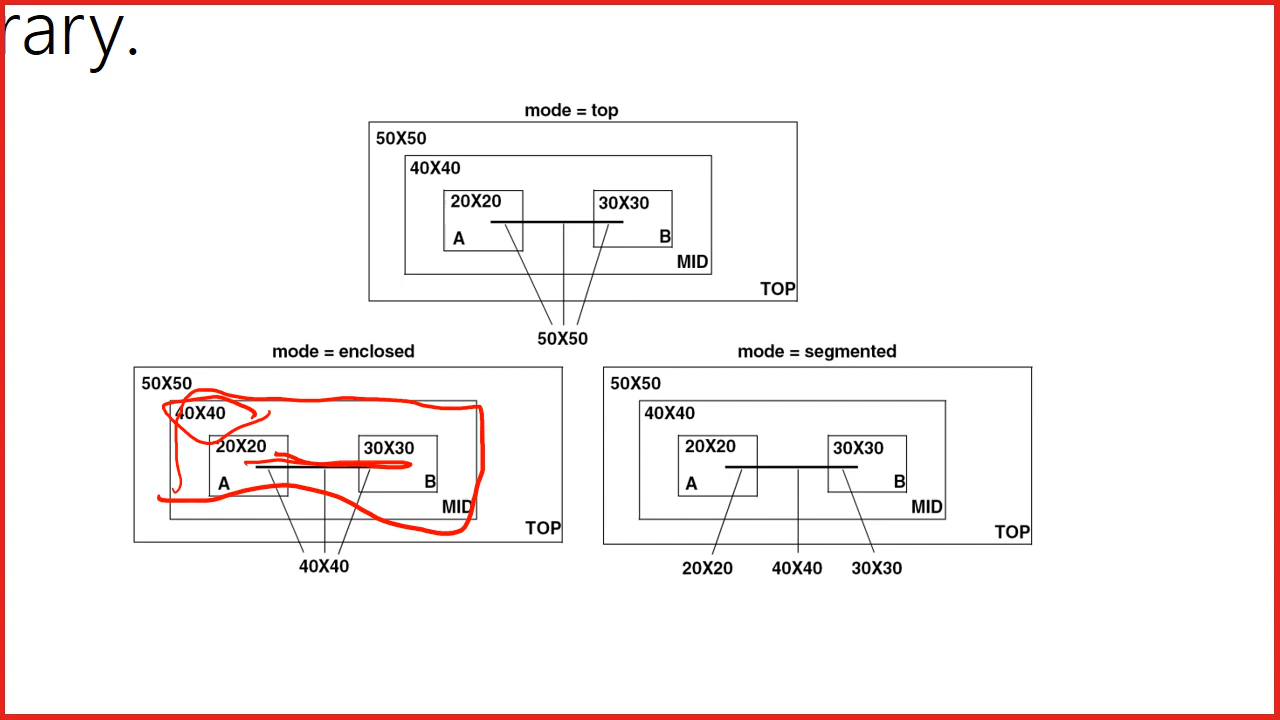 rary.
mode = top
50X50
40X40
20X20 30X30
A B
MID
TOP
50X50
mode = enclosed
50X50
40X40
20X20 30X30
A B
MID
TOP
40X40
mode = segmented
50X50
40X40
20X20 30X30
A B
MID
TOP
20X20 40X40 30X30